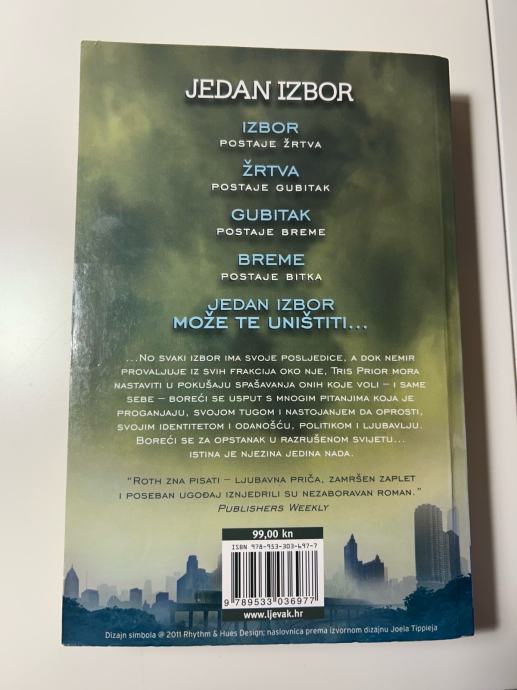 JEDAN IZBOR
IZBOR
POSTAJE ŽRTVA
ŽRTVA
POSTAJE GUBITAK
GUBITAK
POSTAJE BREME
BREME
POSTAJE BITKA
JEDAN IZBOR
MOŽE TE UNIŠTITI...
...NO SVAKI IZBOR IMA SVOJE POSLJEDICE, A DOK NEMIR
PROVALJUJE IZ SVIH FRAKCIJA OKO NJE, TRIS PRIOR MORA
NASTAVITI U POKUŠAJU SPAŠAVANJA ONIH KOJE VOLI – I SAME
SEBE – BOREĆI SE USPUT S MNOGIM PITANJIMA KOJA JE
PROGANJAJU, SVOJOM TUGOM I NASTOJANJEM DA OPROSTI,
SVOJIM IDENTITETOM I ODANOŠĆU, POLITIKOM I LJUBAVLJU.
BOREĆI SE ZA OPSTANAK U RAZRUŠENOM SVIJETU...
ISTINA JE NJEZINA JEDINA NADA.
"ROTH ZNA PISATI – LJUBAVNA PRIČA, ZAMRŠEN ZAPLET
I POSEBAN UGOĐAJ IZNJEDRILI SU NEZABORAVAN ROMAN."
PUBLISHERS WEEKLY
99,00 kn
ISBN 978-953-303-697-7
9 789533 036977
www.ljevak.hr
Dizajn simbola @ 2011 Rhythm & Hues Design: naslovnica prema izvornom dizajnu Joela Tippieja